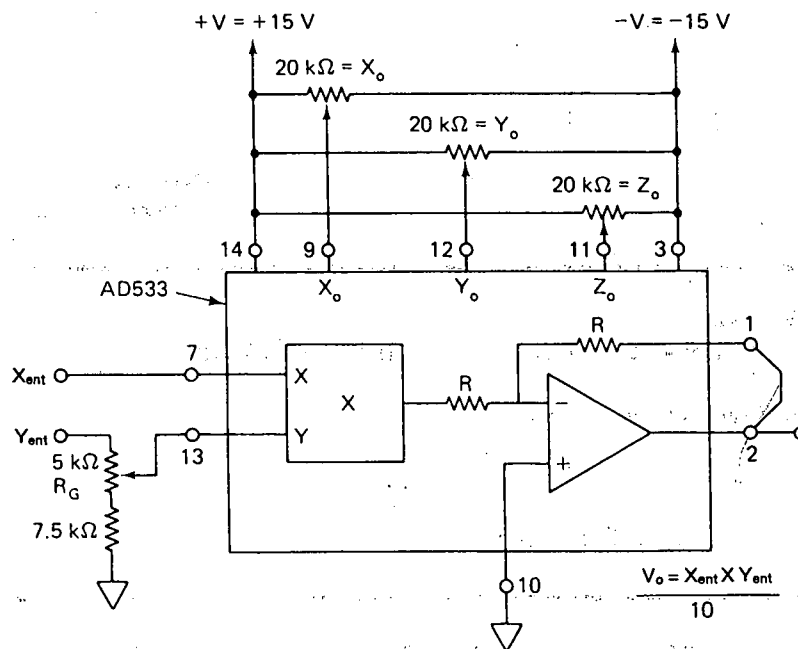 +V = +15 V
−V = −15 V
20 kΩ = Xo
20 kΩ = Yo
20 kΩ = Zo
14
9
12
11
3
AD533
Xo
Yo
Zo
1
7
R
R
Xent
X
X
−
Yent
Y
+
13
2
5 kΩ
RG
7.5 kΩ
10
Vo = Xent X Yent
10